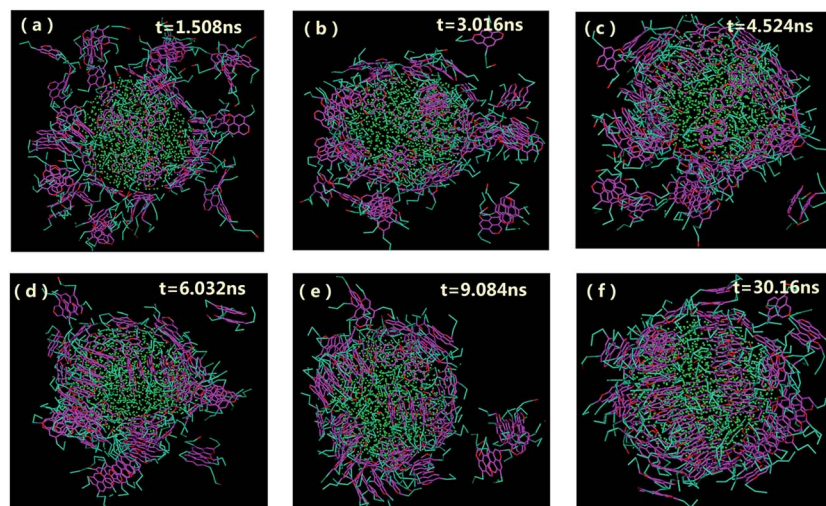 (a) t=1.508ns
(b) t=3.016ns
(c) t=4.524ns
(d) t=6.032ns
(e) t=9.084ns
(f) t=30.16ns